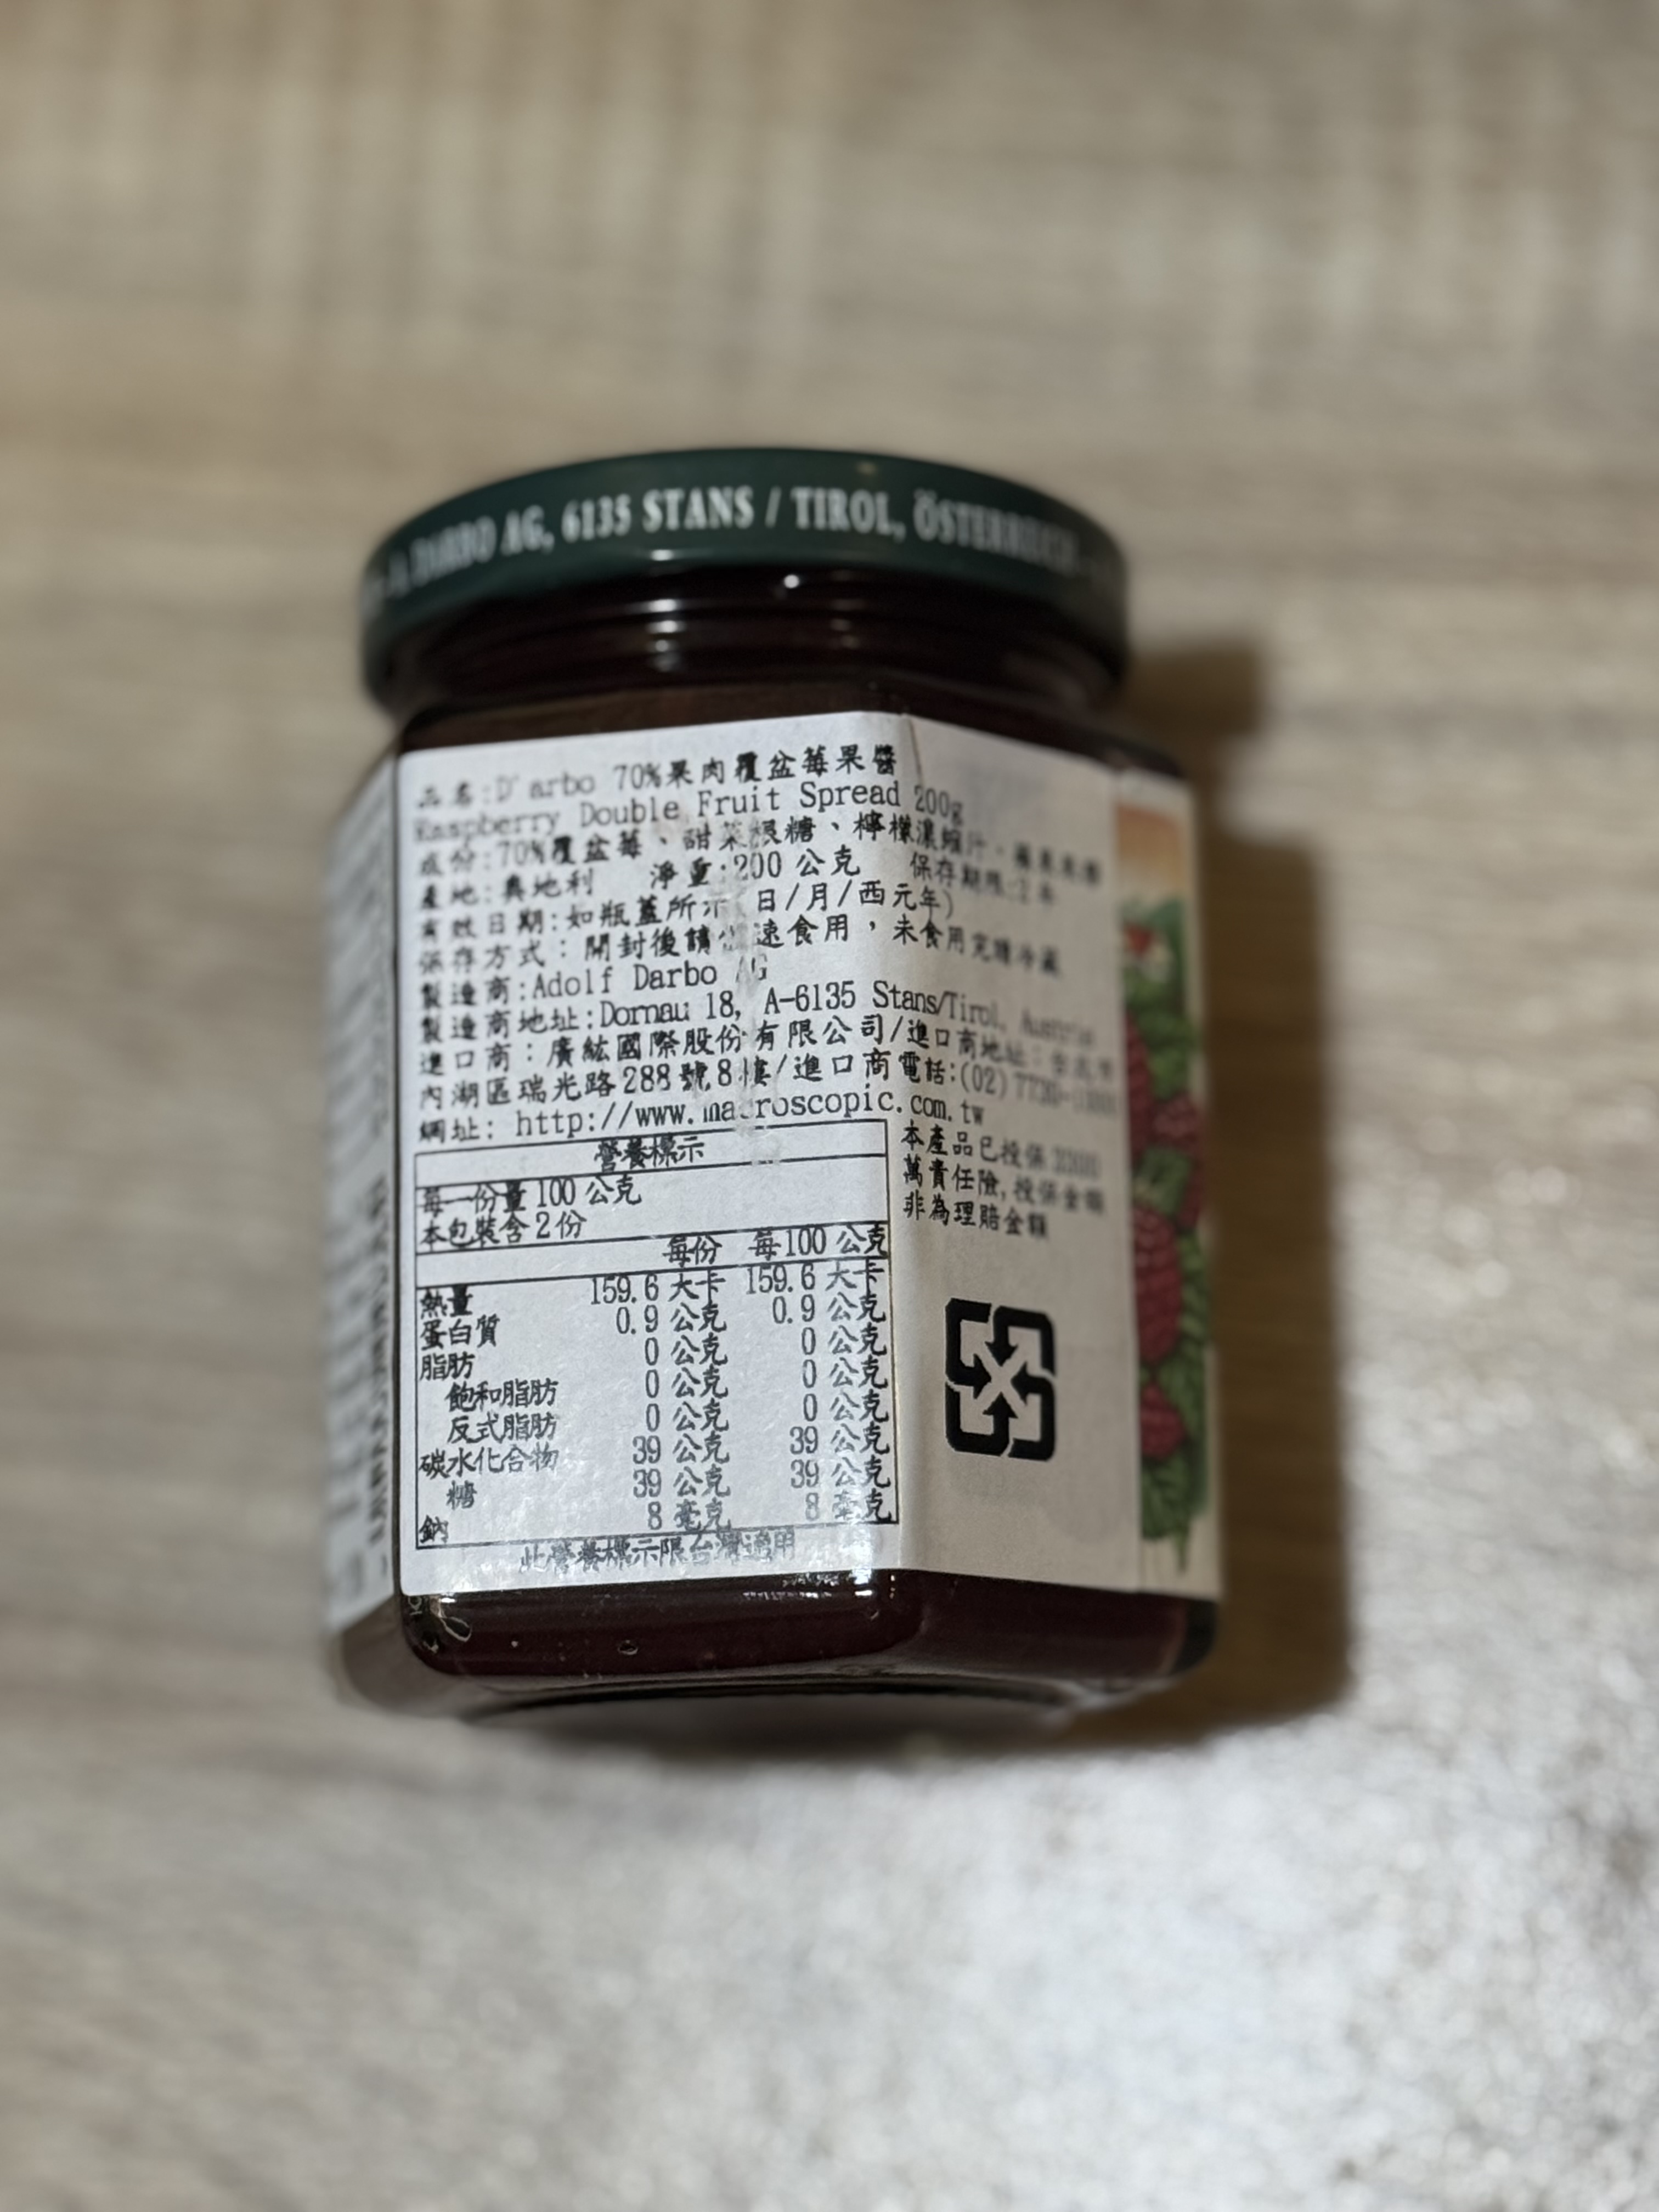 A. DARBO AG, 6135 STANS / TIROL, ÖSTERREICH
品名:D'arbo 70%果肉覆盆莓果醬
Raspberry Double Fruit Spread 200g
成份:70%覆盆莓、甜菜根糖、檸檬濃縮汁、蘋果果膠
產地:奧地利 淨重:200 公克 保存期限:2 年
有效日期:如瓶蓋所示 日/月/西元年)
保存方式:開封後請 速食用,未食用完請冷藏
製造商:Adolf Darbo AG
製造商地址:Dornau 18, A-6135 Stans/Tirol, Austria
進口商:廣紘國際股份有限公司/進口商地址:台北市
內湖區瑞光路288號8樓/進口商電話:(02)
網址: http://www.macroscopic.com.tw
營養標示
每一份量 100 公克
本包裝含 2 份
每份 每100 公克
熱量 159.6 大卡 159.6 大卡
蛋白質 0.9 公克 0.9 公克
脂肪 0 公克 0 公克
飽和脂肪 0 公克 0 公克
反式脂肪 0 公克 0 公克
碳水化合物 39 公克 39 公克
糖 39 公克 39 公克
鈉 8 毫克 8 毫克
此營養標示限台灣適用
本產品已投保
萬責任險,投保金額
非為理賠金額